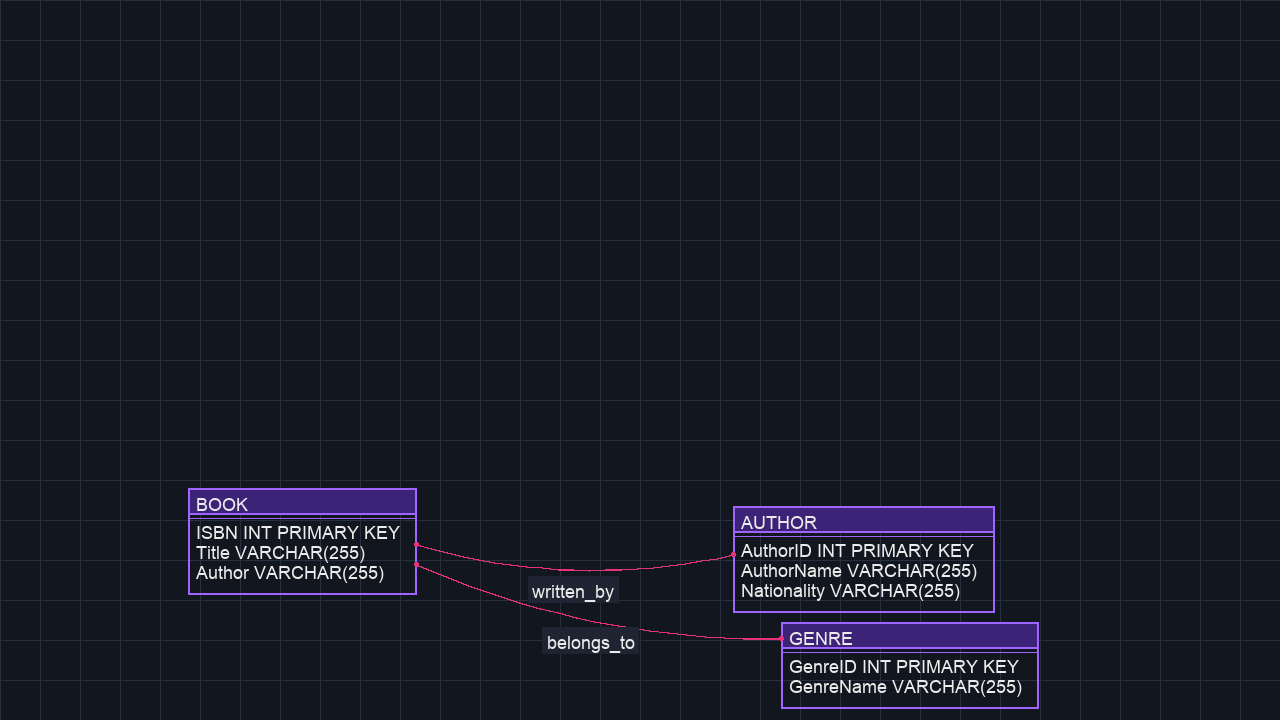 BOOK
ISBN INT PRIMARY KEY
Title VARCHAR(255)
Author VARCHAR(255)
written_by
belongs_to
AUTHOR
AuthorID INT PRIMARY KEY
AuthorName VARCHAR(255)
Nationality VARCHAR(255)
GENRE
GenreID INT PRIMARY KEY
GenreName VARCHAR(255)